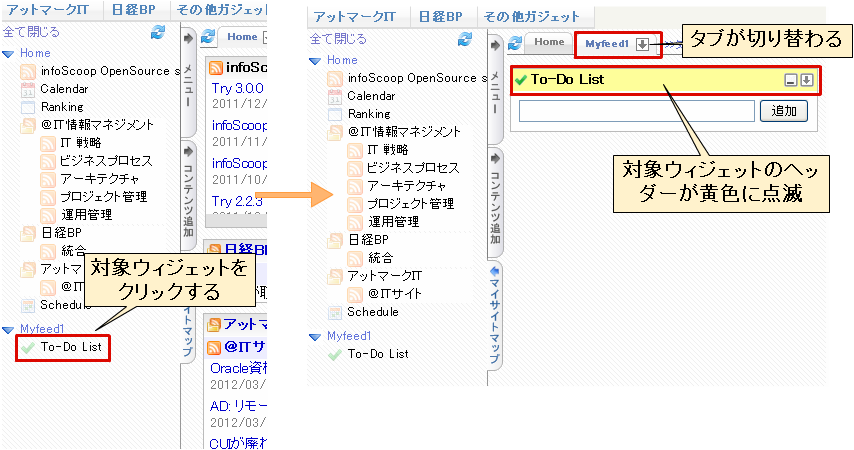 アットマークIT 日経BP その他ガジェット
全て閉じる
Home
infoScoop OpenSource s
Calendar
Ranking
@IT情報マネジメント
IT 戦略
ビジネスプロセス
アーキテクチャ
プロジェクト管理
運用管理
日経BP
統合
アットマ
@IT
Schedule
Myfeed1
To-Do List
対象ウィジェットを
クリックする
メニュー
コンテンツ追加
イトマップ
Home
infoSc
Try 3.0.0
2011/12/
infoScoop
2011/11/
infoScoop
2011/10/
Try 2.2.3
2011/10/
日経BP
アットマ
@ITサ
Oracle資格
2012/03/
AD: リモー
2012/03/
CUIが廃れ
アットマークIT 日経BP その他ガジェット
全て閉じる
Home
infoScoop OpenSource s
Calendar
Ranking
@IT情報マネジメント
IT 戦略
ビジネスプロセス
アーキテクチャ
プロジェクト管理
運用管理
日経BP
統合
アットマークIT
@ITサイト
Schedule
Myfeed1
To-Do List
メニュー
コンテンツ追加
マイサイトマップ
Home Myfeed1
タブが切り替わる
To-Do List
追加
対象ウィジェットのヘッ
ダーが黄色に点滅